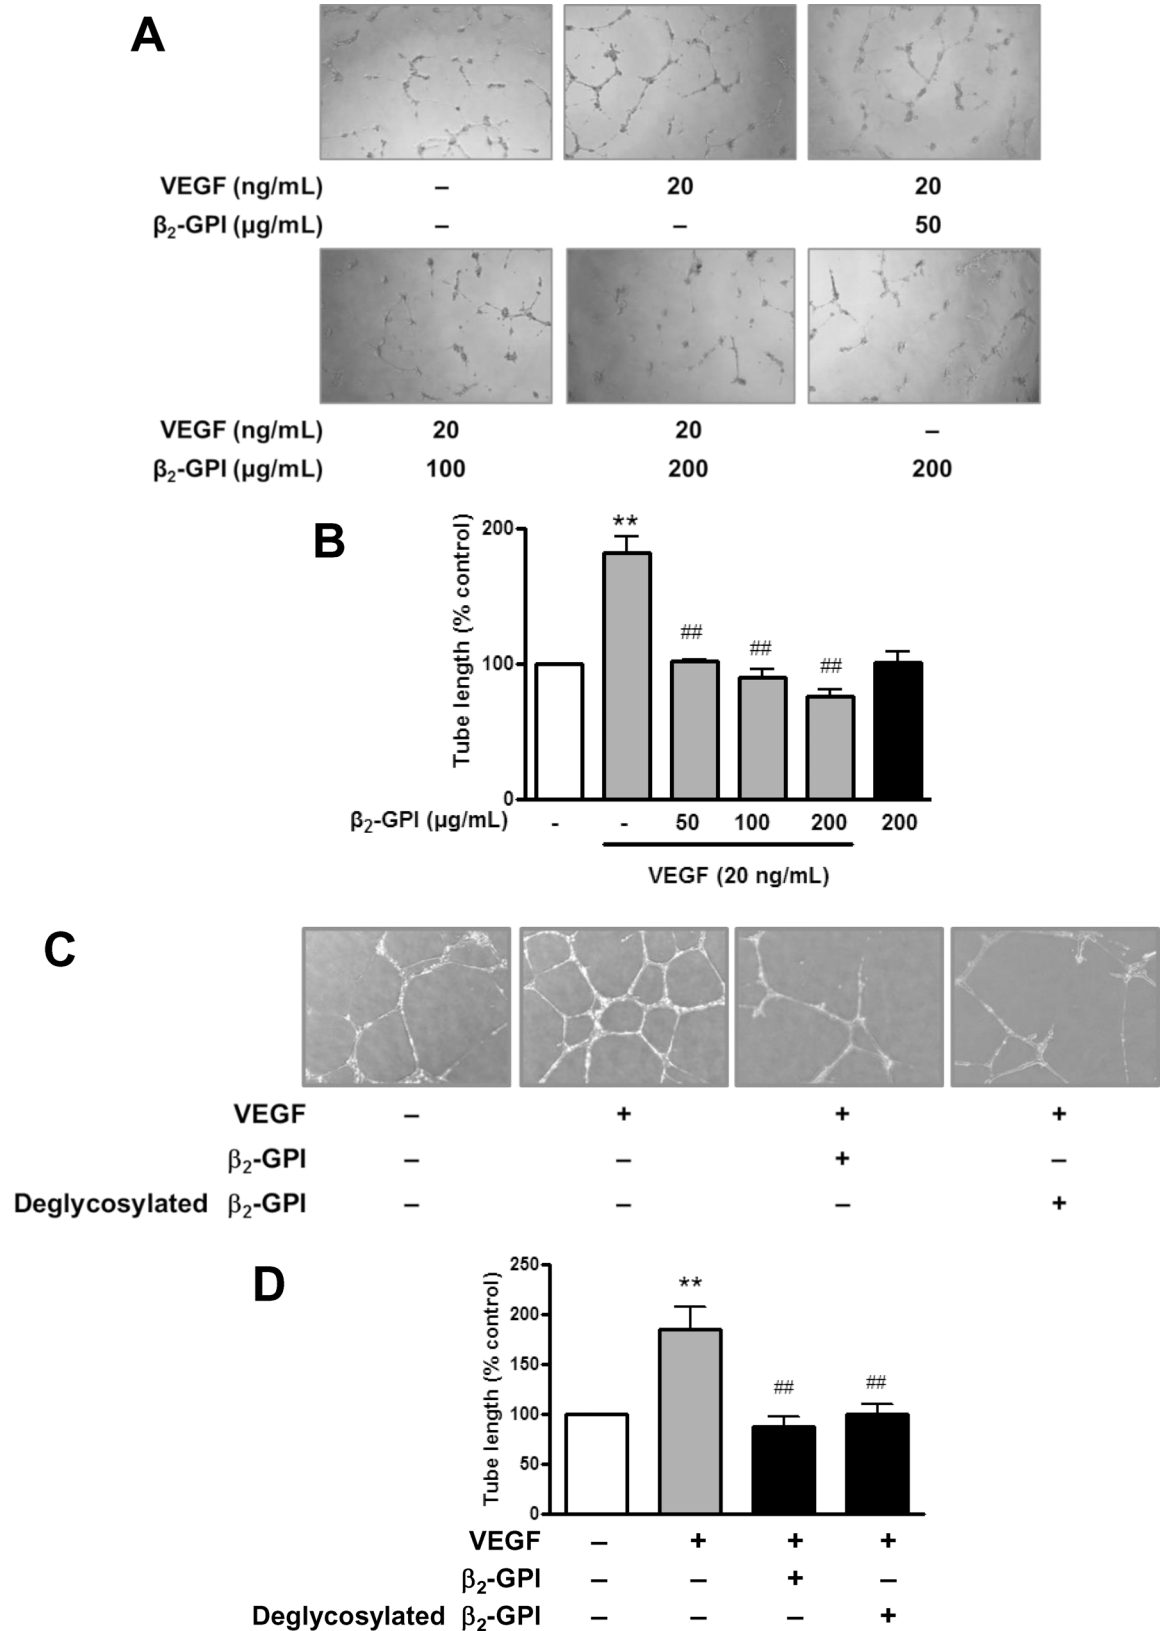 A
VEGF (ng/mL) – 20 20
β2-GPI (μg/mL) – – 50
VEGF (ng/mL) 20 20 –
β2-GPI (μg/mL) 100 200 200
B
Tube length (% control)
200
100
0
**
##
##
##
β2-GPI (μg/mL) - - 50 100 200 200
VEGF (20 ng/mL)
C
VEGF – + + +
β2-GPI – – + –
Deglycosylated β2-GPI – – – +
D
Tube length (% control)
250
200
150
100
50
0
**
##
##
VEGF – + + +
β2-GPI – – + –
Deglycosylated β2-GPI – – – +